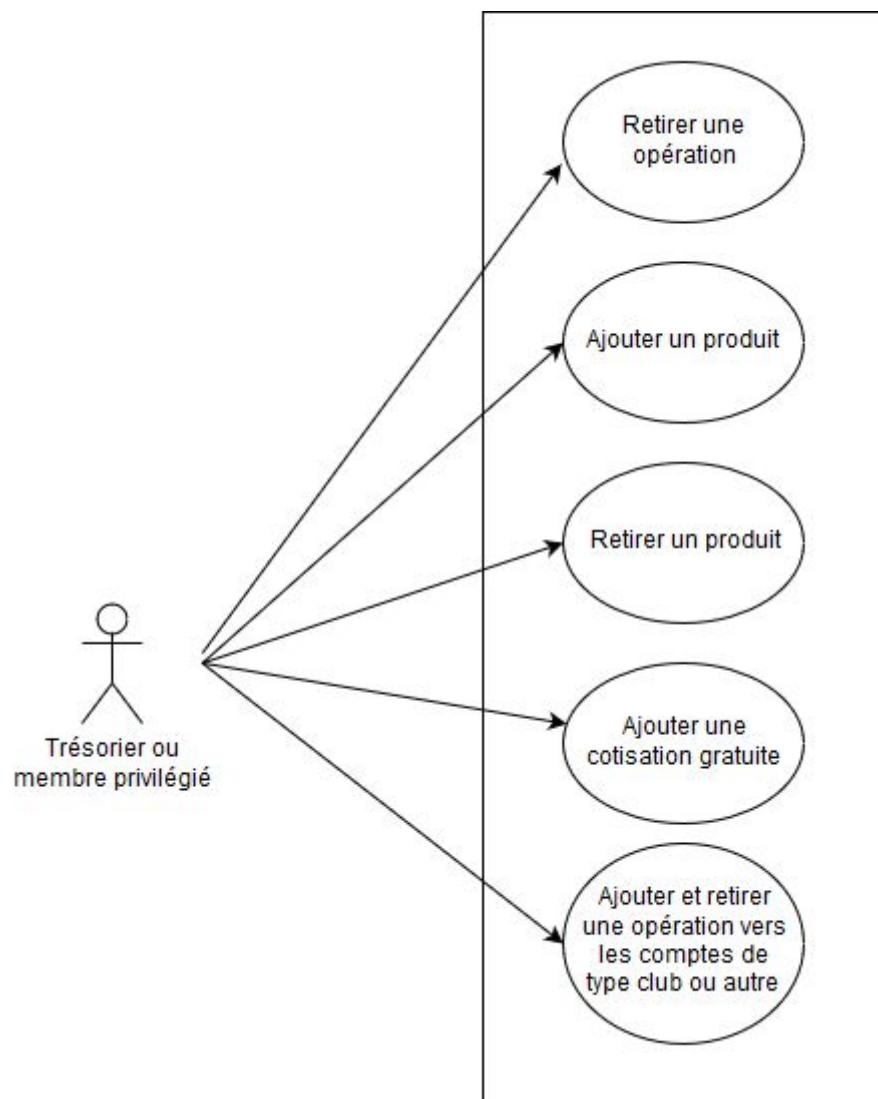 Retirer une
opération
Ajouter un produit
Retirer un produit
Trésorier ou
membre privilégié
Ajouter une
cotisation gratuite
Ajouter et retirer
une opération vers
les comptes de
type club ou autre